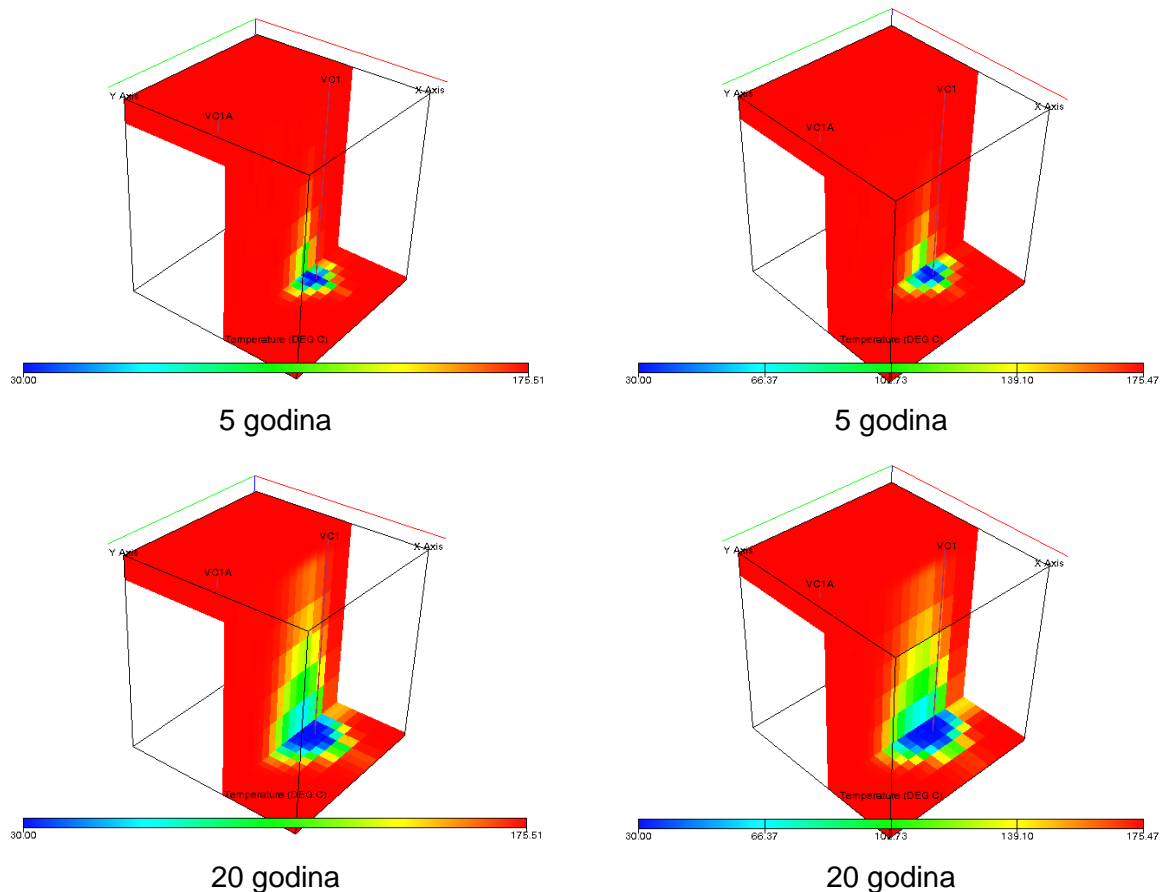 Y Axis
VC1A
VC1
X Axis
Temperature (DEG C)
30.00 175.51
5 godina
Y Axis
VC1A
VC1
X Axis
Temperature (DEG C)
30.00 66.37 139.10 175.47
5 godina
Y Axis
VC1A
VC1
X Axis
Temperature (DEG C)
30.00 175.51
20 godina
Y Axis
VC1A
VC1
X Axis
Temperature (DEG C)
30.00 66.37 139.10 175.47
20 godina